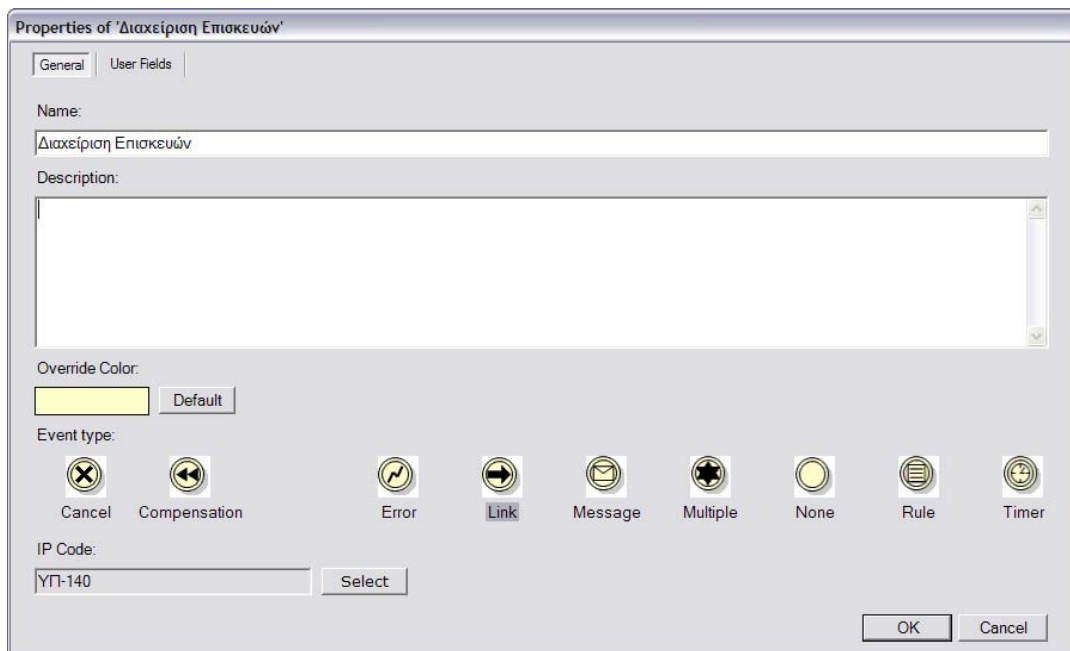 Properties of 'Διαχείριση Επισκευών'
General User Fields
Name:
Διαχείριση Επισκευών
Description:
Override Color:
Default
Event type:
Cancel Compensation Error Link Message Multiple None Rule Timer
IP Code:
ΥΠ-140 Select
OK Cancel